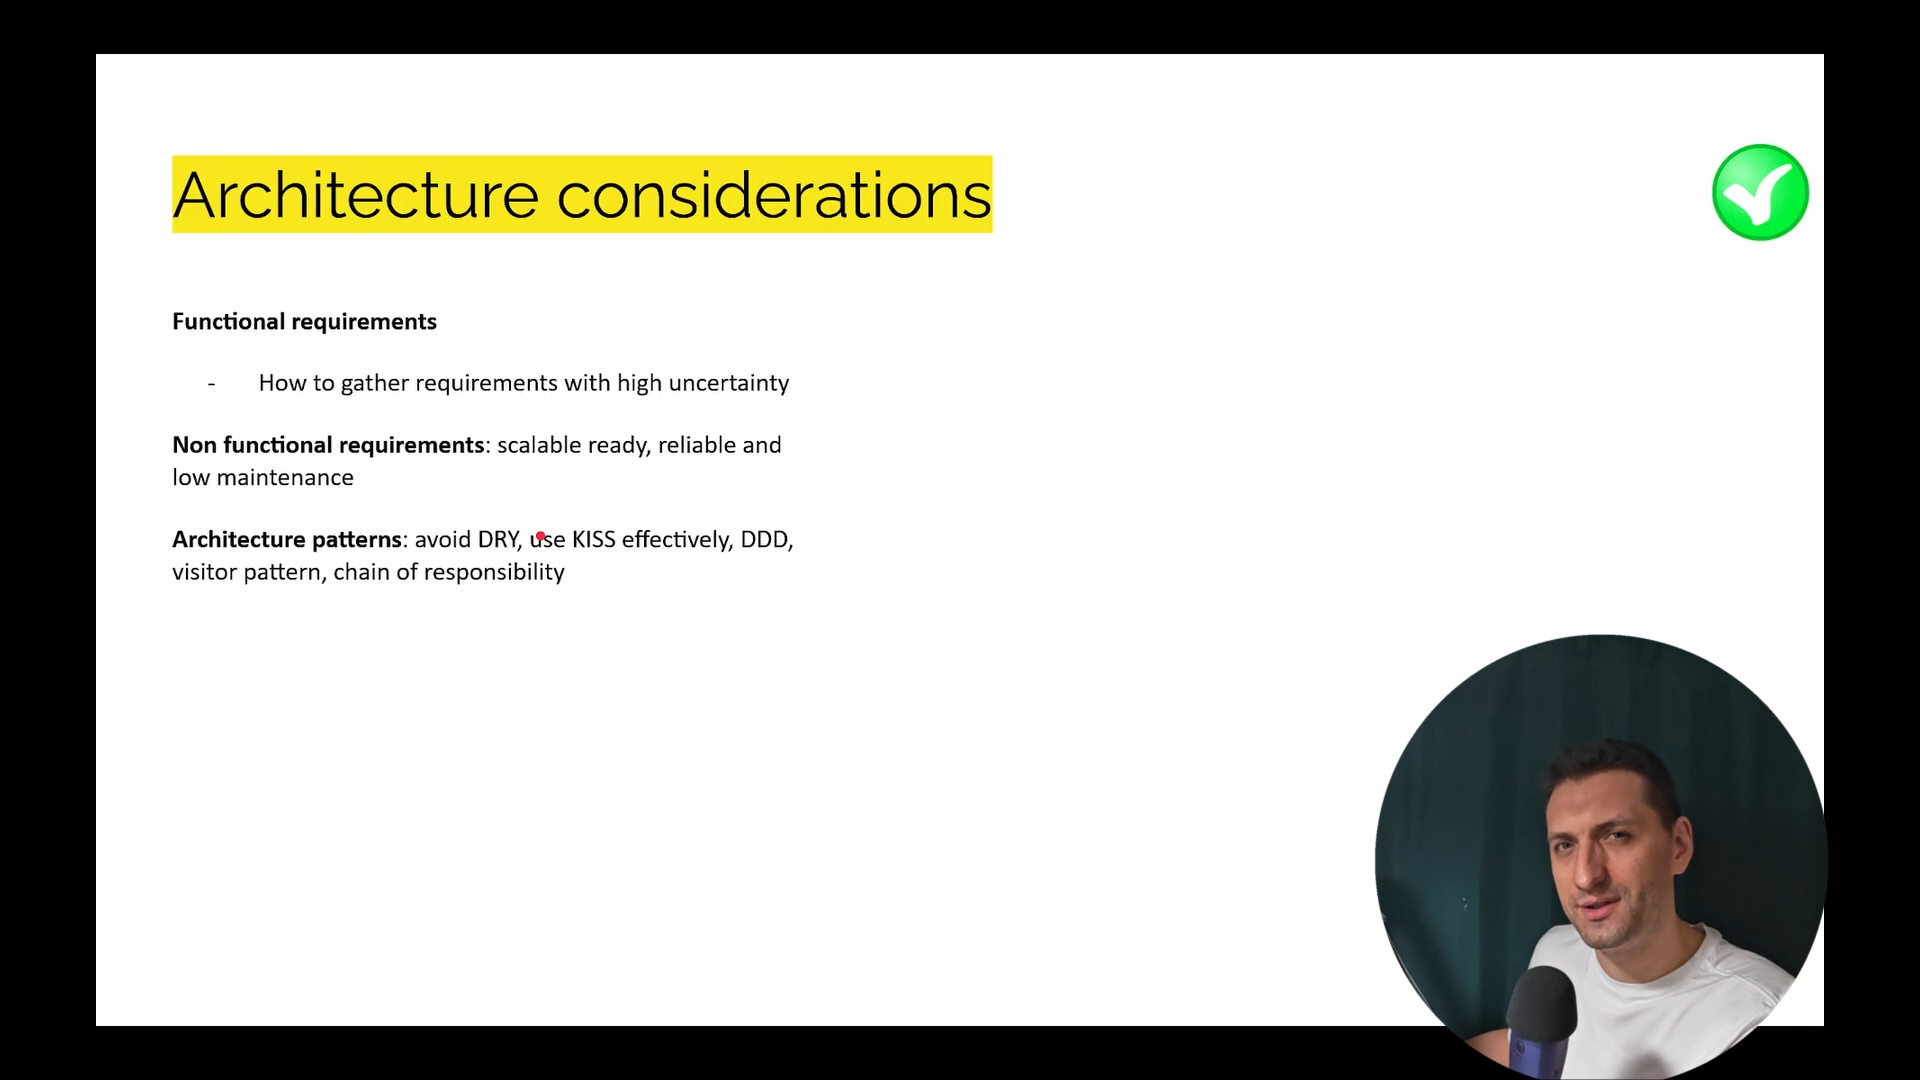 Architecture considerations
Functional requirements
- How to gather requirements with high uncertainty
Non functional requirements: scalable ready, reliable and
low maintenance
Architecture patterns: avoid DRY, use KISS effectively, DDD,
visitor pattern, chain of responsibility